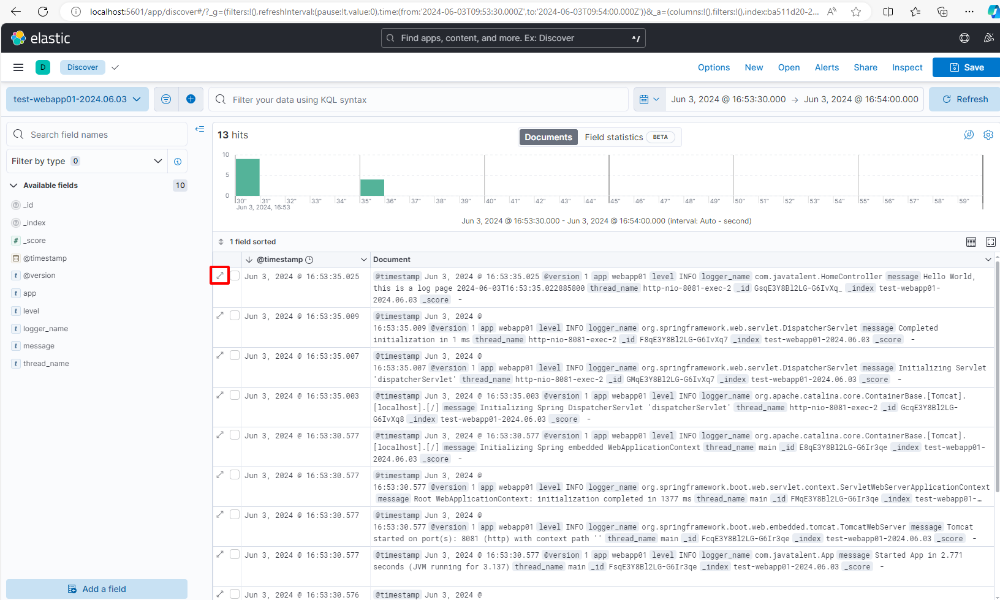 localhost:5601/app/discover#/?_g=(filters:!(),refreshInterval:(pause:!t,value:0),time:(from:'2024-06-03T09:53:30.000Z',to:'2024-06-03T09:54:00.000Z'))&_a=(columns:!(),filters:!(),index:ba511d20-2...
elastic
Find apps, content, and more. Ex: Discover
^/
D
Discover
Options
New
Open
Alerts
Share
Inspect
Save
test-webapp01-2024.06.03
Filter your data using KQL syntax
Jun 3, 2024 @ 16:53:30.000 → Jun 3, 2024 @ 16:54:00.000
Refresh
Search field names
Filter by type 0
Available fields 10
_id
_index
# _score
@timestamp
t @version
t app
t level
t logger_name
t message
t thread_name
Add a field
13 hits
Documents
Field statistics BETA
10
5
0
30" 31" 32" 33" 34" 35" 36" 37" 38" 39" 40" 41" 42" 43" 44" 45" 46" 47" 48" 49" 50" 51" 52" 53" 54" 55" 56" 57" 58" 59"
Jun 3, 2024, 16:53
Jun 3, 2024 @ 16:53:30.000 - Jun 3, 2024 @ 16:54:00.000 (interval: Auto - second)
1 field sorted
@timestamp Document
Jun 3, 2024 @ 16:53:35.025 @timestamp Jun 3, 2024 @ 16:53:35.025 @version 1 app webapp01 level INFO logger_name com.javatalent.HomeController message Hello World,
this is a log page 2024-06-03T16:53:35.022885800 thread_name http-nio-8081-exec-2 _id GsqE3Y8Bl2LG-G6IvXq_ _index test-webapp01-
2024.06.03 _score -
Jun 3, 2024 @ 16:53:35.009 @timestamp Jun 3, 2024 @
16:53:35.009 @version 1 app webapp01 level INFO logger_name org.springframework.web.servlet.DispatcherServlet message Completed
initialization in 1 ms thread_name http-nio-8081-exec-2 _id F8qE3Y8Bl2LG-G6IvXq7 _index test-webapp01-2024.06.03 _score -
Jun 3, 2024 @ 16:53:35.007 @timestamp Jun 3, 2024 @
16:53:35.007 @version 1 app webapp01 level INFO logger_name org.springframework.web.servlet.DispatcherServlet message Initializing Servlet
'dispatcherServlet' thread_name http-nio-8081-exec-2 _id GMqE3Y8Bl2LG-G6IvXq7 _index test-webapp01-2024.06.03 _score -
Jun 3, 2024 @ 16:53:35.003 @timestamp Jun 3, 2024 @ 16:53:35.003 @version 1 app webapp01 level INFO logger_name org.apache.catalina.core.ContainerBase.[Tomcat].
[localhost].[/] message Initializing Spring DispatcherServlet 'dispatcherServlet' thread_name http-nio-8081-exec-2 _id GcqE3Y8Bl2LG-
G6IvXq8 _index test-webapp01-2024.06.03 _score -
Jun 3, 2024 @ 16:53:30.577 @timestamp Jun 3, 2024 @ 16:53:30.577 @version 1 app webapp01 level INFO logger_name org.apache.catalina.core.ContainerBase.[Tomcat].
[localhost].[/] message Initializing Spring embedded WebApplicationContext thread_name main _id E8qE3Y8Bl2LG-G6Ir3qe _index test-webapp01-
2024.06.03 _score -
Jun 3, 2024 @ 16:53:30.577 @timestamp Jun 3, 2024 @
16:53:30.577 @version 1 app webapp01 level INFO logger_name org.springframework.boot.web.servlet.context.ServletWebServerApplicationContext
message Root WebApplicationContext: initialization completed in 1377 ms thread_name main _id FMqE3Y8Bl2LG-G6Ir3qe _index test-webapp01-...
Jun 3, 2024 @ 16:53:30.577 @timestamp Jun 3, 2024 @
16:53:30.577 @version 1 app webapp01 level INFO logger_name org.springframework.boot.web.embedded.tomcat.TomcatWebServer message Tomcat
started on port(s): 8081 (http) with context path '' thread_name main _id FcqE3Y8Bl2LG-G6Ir3qe _index test-webapp01-2024.06.03 _score -
Jun 3, 2024 @ 16:53:30.577 @timestamp Jun 3, 2024 @ 16:53:30.577 @version 1 app webapp01 level INFO logger_name com.javatalent.App message Started App in 2.771
seconds (JVM running for 3.137) thread_name main _id FsqE3Y8Bl2LG-G6Ir3qe _index test-webapp01-2024.06.03 _score -
Jun 3, 2024 @ 16:53:30.576 @timestamp Jun 3, 2024 @